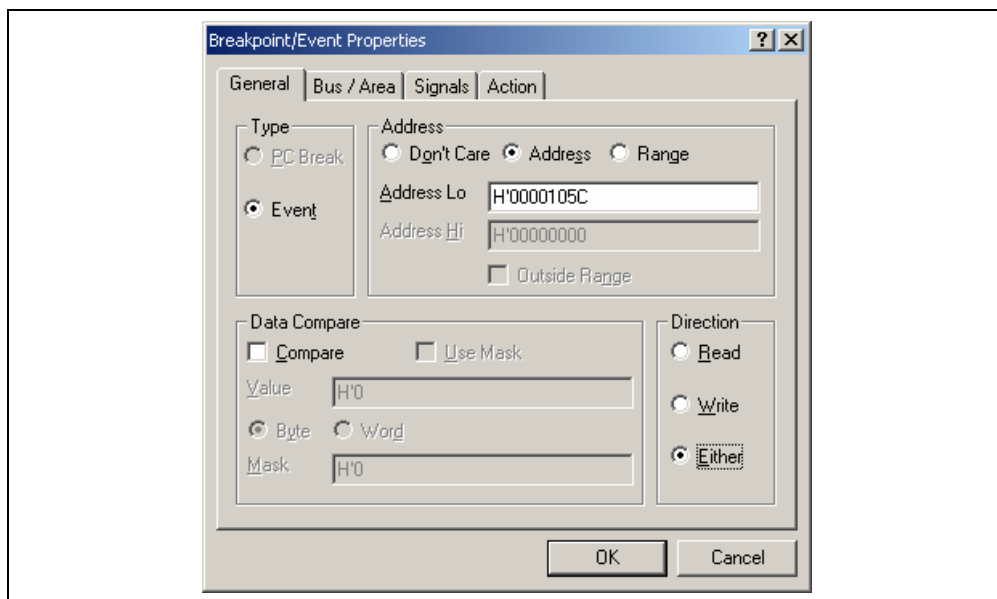 Breakpoint/Event Properties
General Bus / Area Signals Action
Type
PC Break
Event
Address
Don't Care Address Range
Address Lo H'0000105C
Address Hi H'00000000
Outside Range
Data Compare
Compare Use Mask
Value H'0
Byte Word
Mask H'0
Direction
Read
Write
Either
OK Cancel